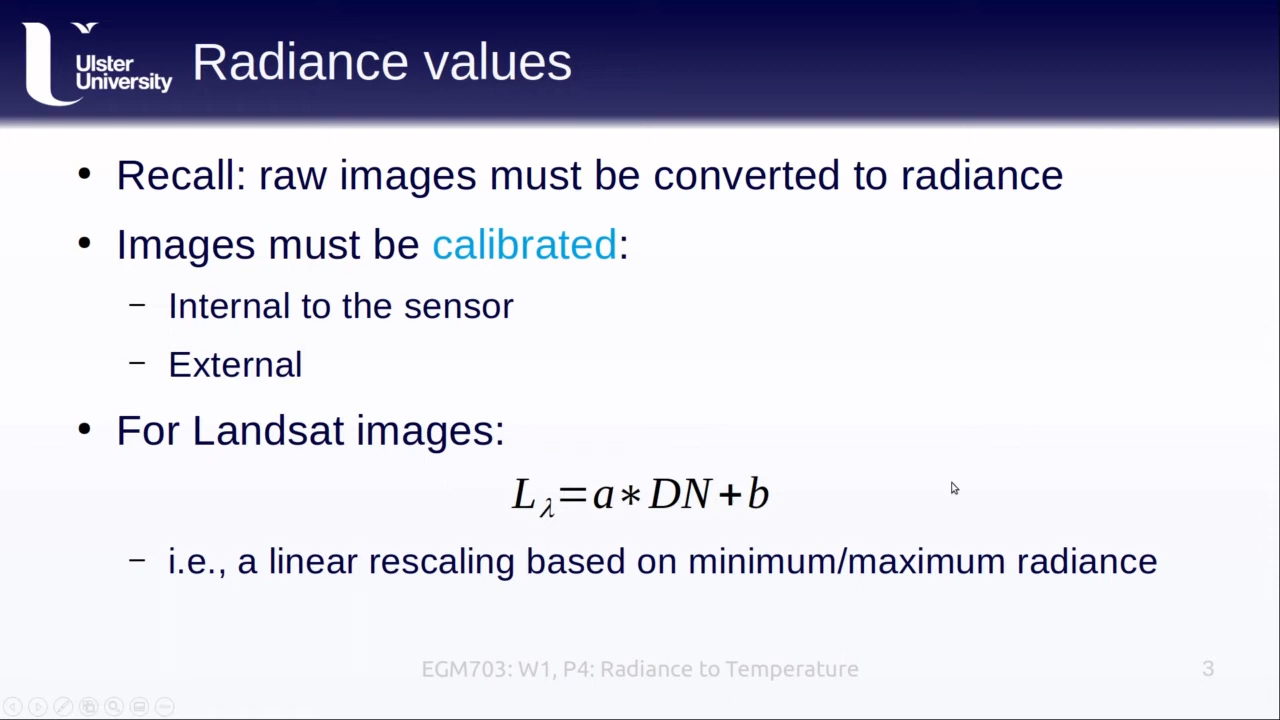 Ulster
University
Radiance values
• Recall: raw images must be converted to radiance
• Images must be calibrated:
– Internal to the sensor
– External
• For Landsat images:
L_λ=a∗DN+b
– i.e., a linear rescaling based on minimum/maximum radiance
EGM703: W1, P4: Radiance to Temperature
3